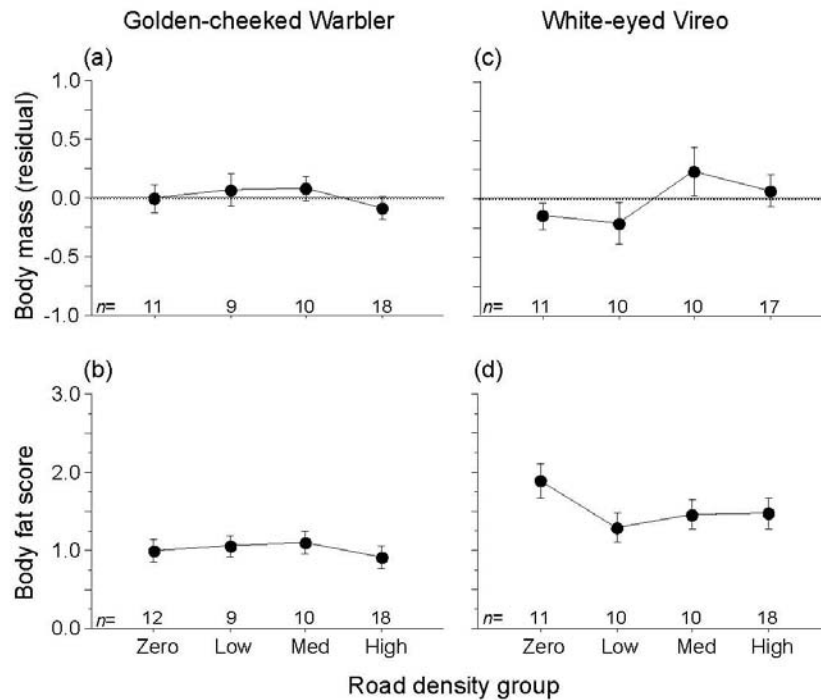 Golden-cheeked Warbler White-eyed Vireo
(a) (c)
1.0
0.5
0.0
-0.5
-1.0
Body mass (residual)
n= 11 9 10 18
n= 11 10 10 17
(b) (d)
3.0
2.0
1.0
0.0
Body fat score
n= 12 9 10 18
n= 11 10 10 18
Zero Low Med High
Zero Low Med High
Road density group